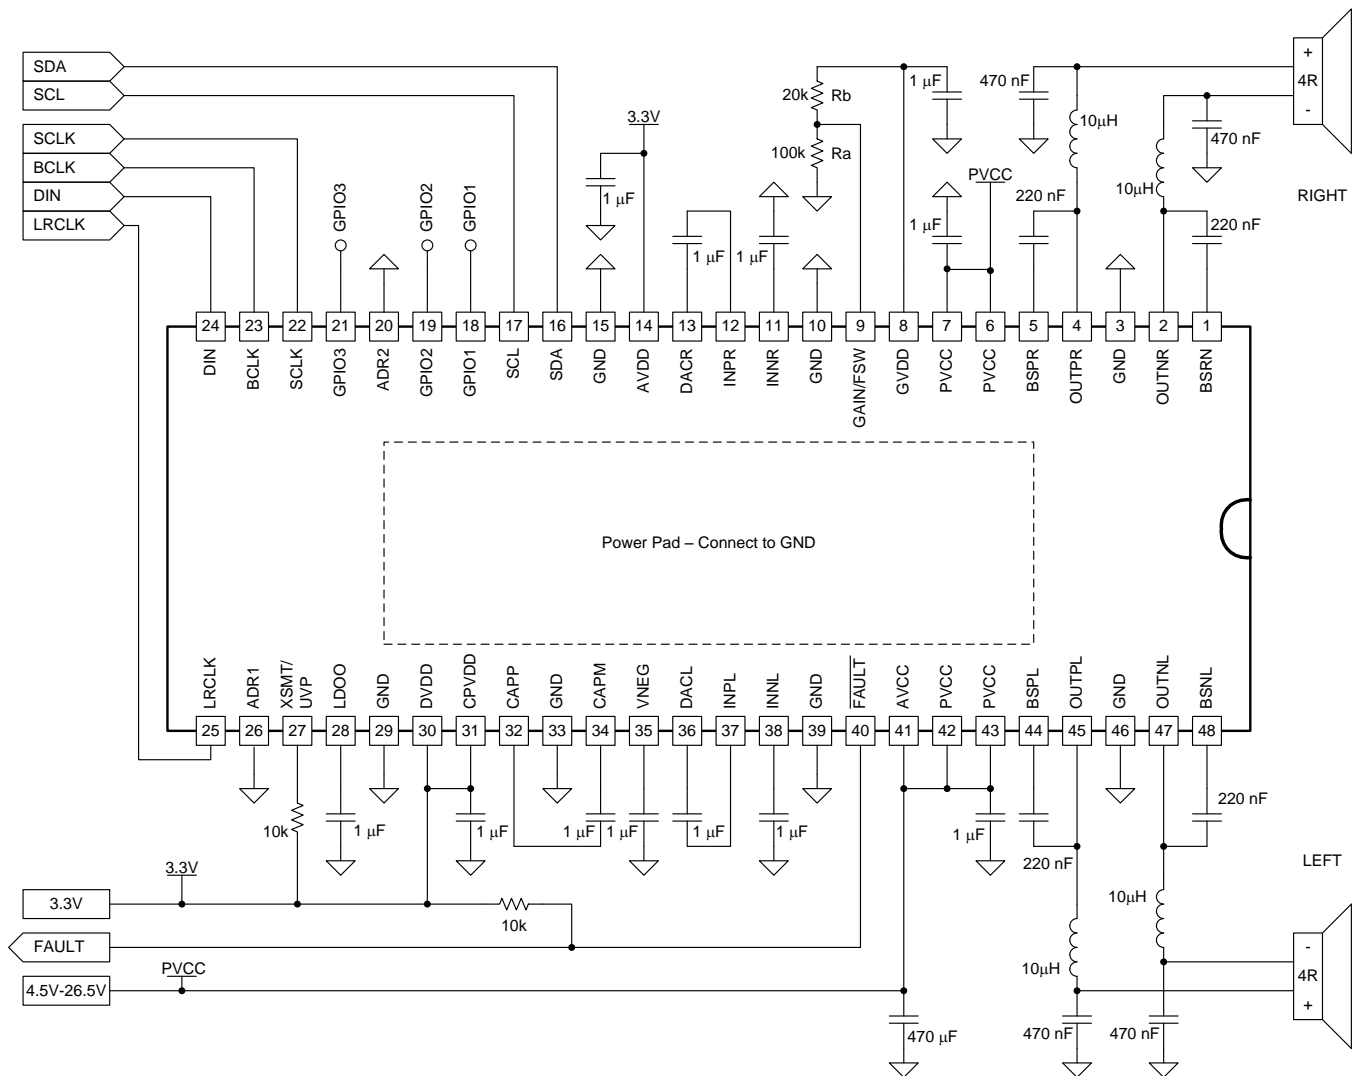 SDA
SCL
SCLK
BCLK
DIN
LRCLK
GPIO3
GPIO2
GPIO1
3.3V
1 µF
1 µF
1 µF
20k
Rb
100k
Ra
1 µF
PVCC
1 µF
470 nF
10µH
220 nF
10µH
470 nF
220 nF
+
4R
-
RIGHT
24
23
22
21
20
19
18
17
16
15
14
13
12
11
10
9
8
7
6
5
4
3
2
1
DIN
BCLK
SCLK
GPIO3
ADR2
GPIO2
GPIO1
SCL
SDA
GND
AVDD
DACR
INPR
INNR
GND
GAIN/FSW
GVDD
PVCC
PVCC
BSPR
OUTPR
GND
OUTNR
BSRN
Power Pad – Connect to GND
LRCLK
ADR1
XSMT/
UVP
LDOO
GND
DVDD
CPVDD
CAPP
GND
CAPM
VNEG
DACL
INPL
INNL
GND
FAULT
AVCC
PVCC
PVCC
BSPL
OUTPL
GND
OUTNL
BSNL
25
26
27
28
29
30
31
32
33
34
35
36
37
38
39
40
41
42
43
44
45
46
47
48
10k
1 µF
1 µF
1 µF
1 µF
1 µF
1 µF
1 µF
220 nF
220 nF
LEFT
3.3V
3.3V
10k
FAULT
PVCC
4.5V-26.5V
470 µF
10µH
10µH
470 nF
470 nF
-
4R
+